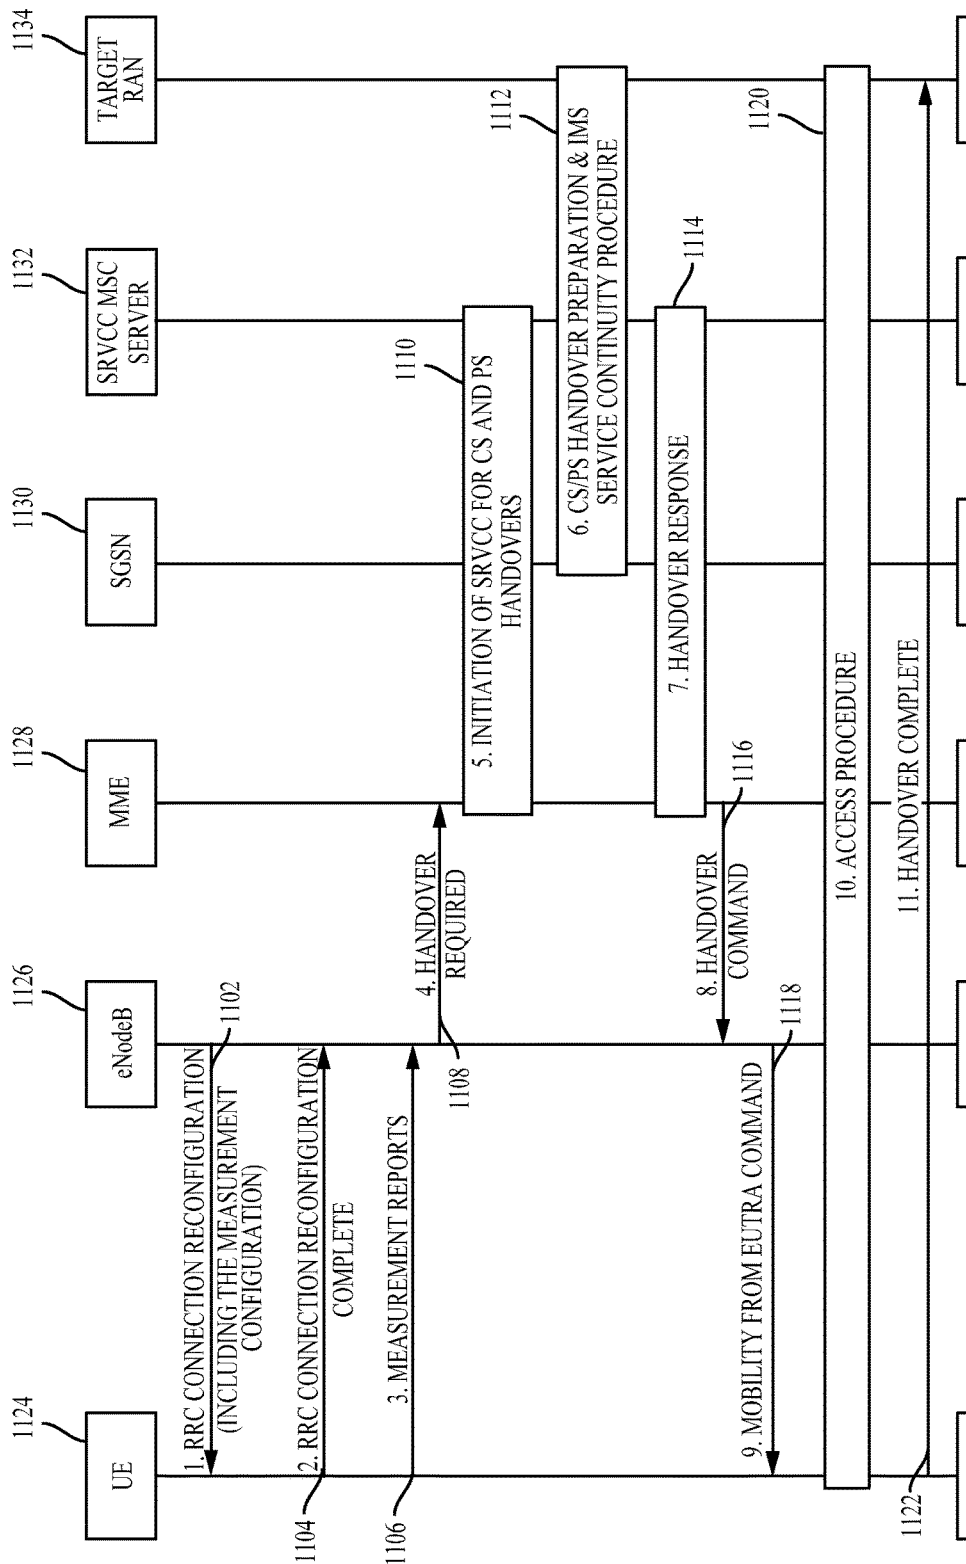 1124
1126
1128
1130
1132
1134
UE
eNodeB
MME
SGSN
SRVCC MSC
SERVER
TARGET
RAN
1. RRC CONNECTION RECONFIGURATION
(INCLUDING THE MEASUREMENT
CONFIGURATION)
1102
2. RRC CONNECTION RECONFIGURATION
COMPLETE
1104
3. MEASUREMENT REPORTS
1106
4. HANDOVER
REQUIRED
1108
5. INITIATION OF SRVCC FOR CS AND PS
HANDOVERS
1110
6. CS/PS HANDOVER PREPARATION & IMS
SERVICE CONTINUITY PROCEDURE
1112
7. HANDOVER RESPONSE
1114
8. HANDOVER
COMMAND
1116
9. MOBILITY FROM EUTRA COMMAND
1118
10. ACCESS PROCEDURE
1120
11. HANDOVER COMPLETE
1122